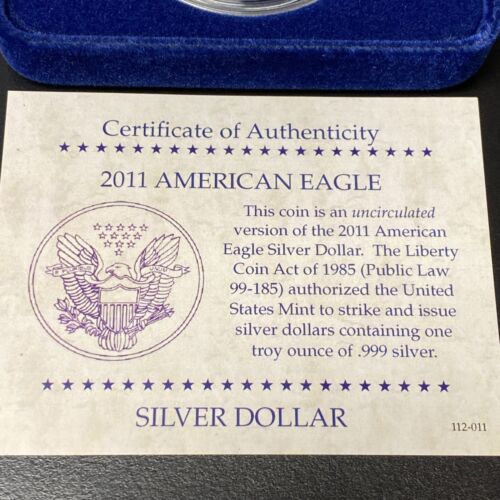 Certificate of Authenticity
2011 AMERICAN EAGLE
This coin is an uncirculated
version of the 2011 American
Eagle Silver Dollar. The Liberty
Coin Act of 1985 (Public Law
99-185) authorized the United
States Mint to strike and issue
silver dollars containing one
troy ounce of .999 silver.
SILVER DOLLAR
112-011